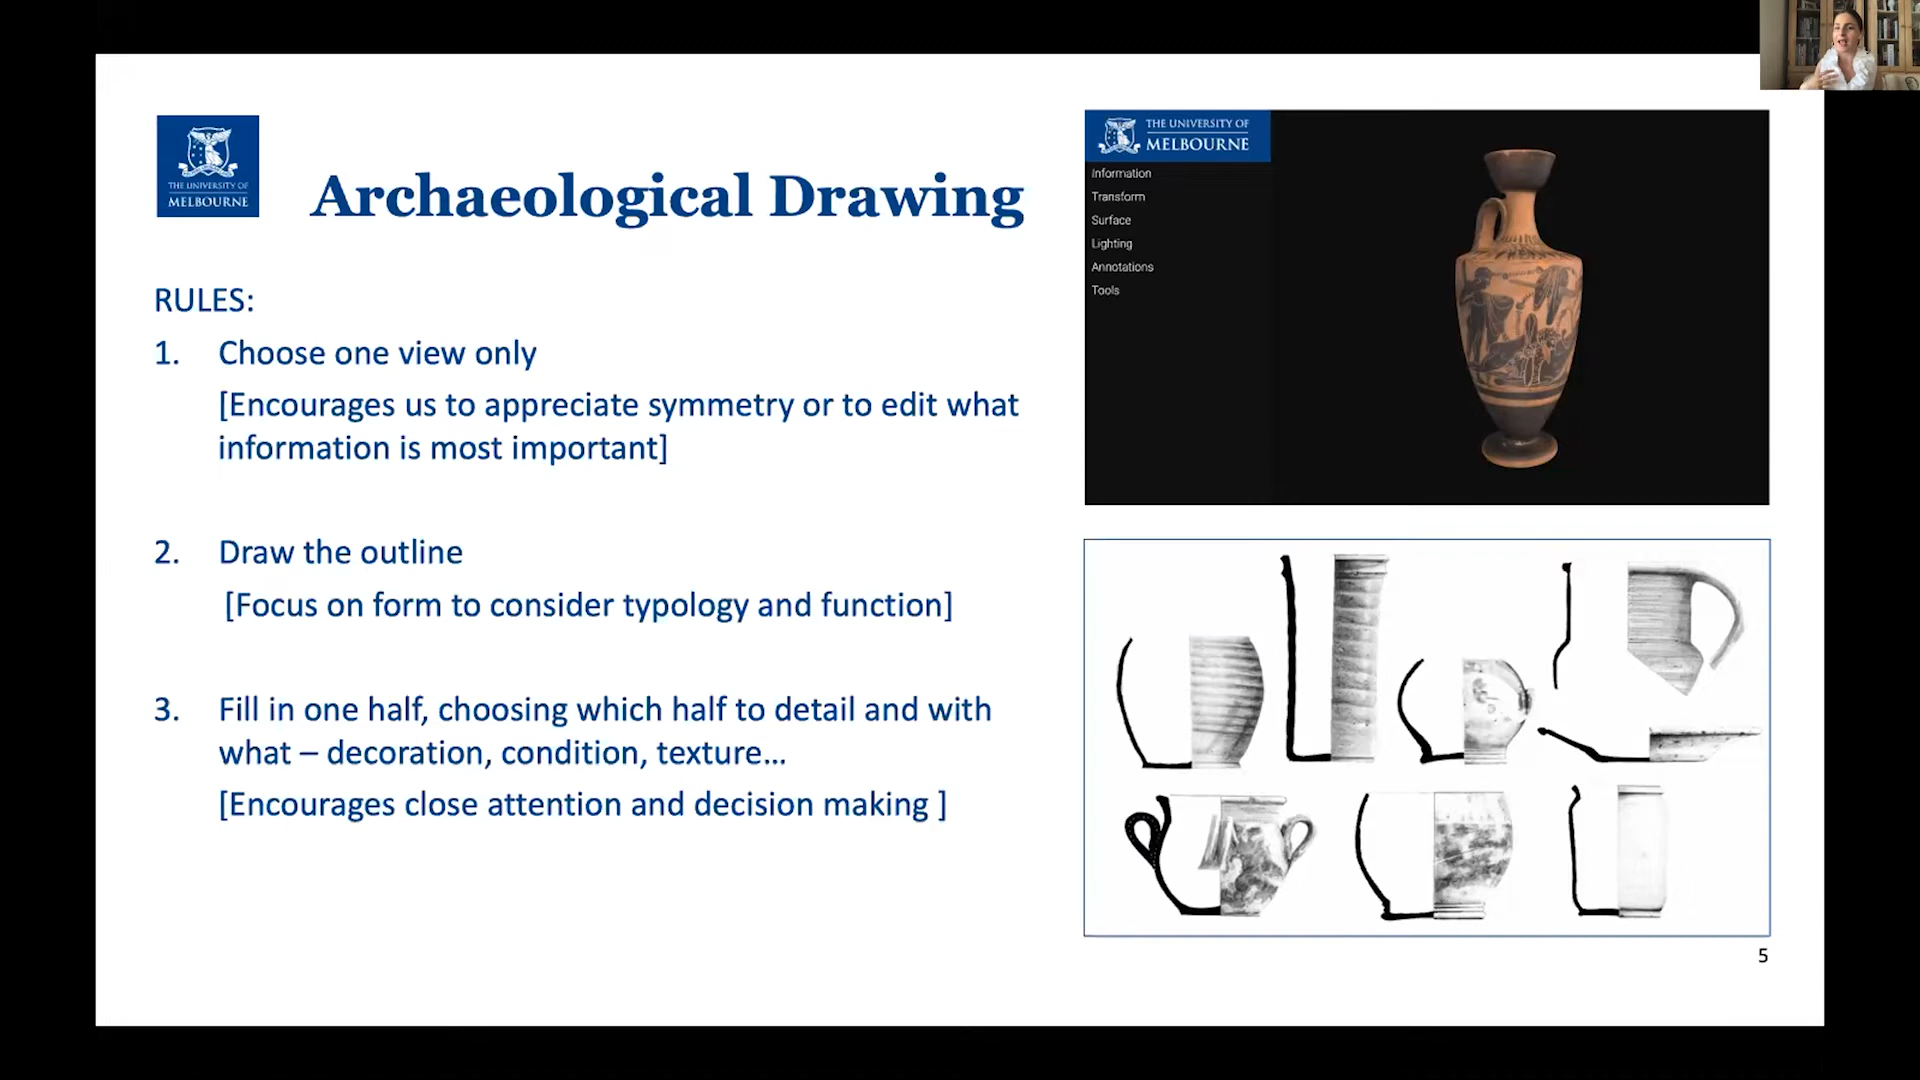 THE UNIVERSITY OF
MELBOURNE
Archaeological Drawing
RULES:
1. Choose one view only
[Encourages us to appreciate symmetry or to edit what
information is most important]
2. Draw the outline
[Focus on form to consider typology and function]
3. Fill in one half, choosing which half to detail and with
what – decoration, condition, texture...
[Encourages close attention and decision making ]
THE UNIVERSITY OF
MELBOURNE
Information
Transform
Surface
Lighting
Annotations
Tools
5